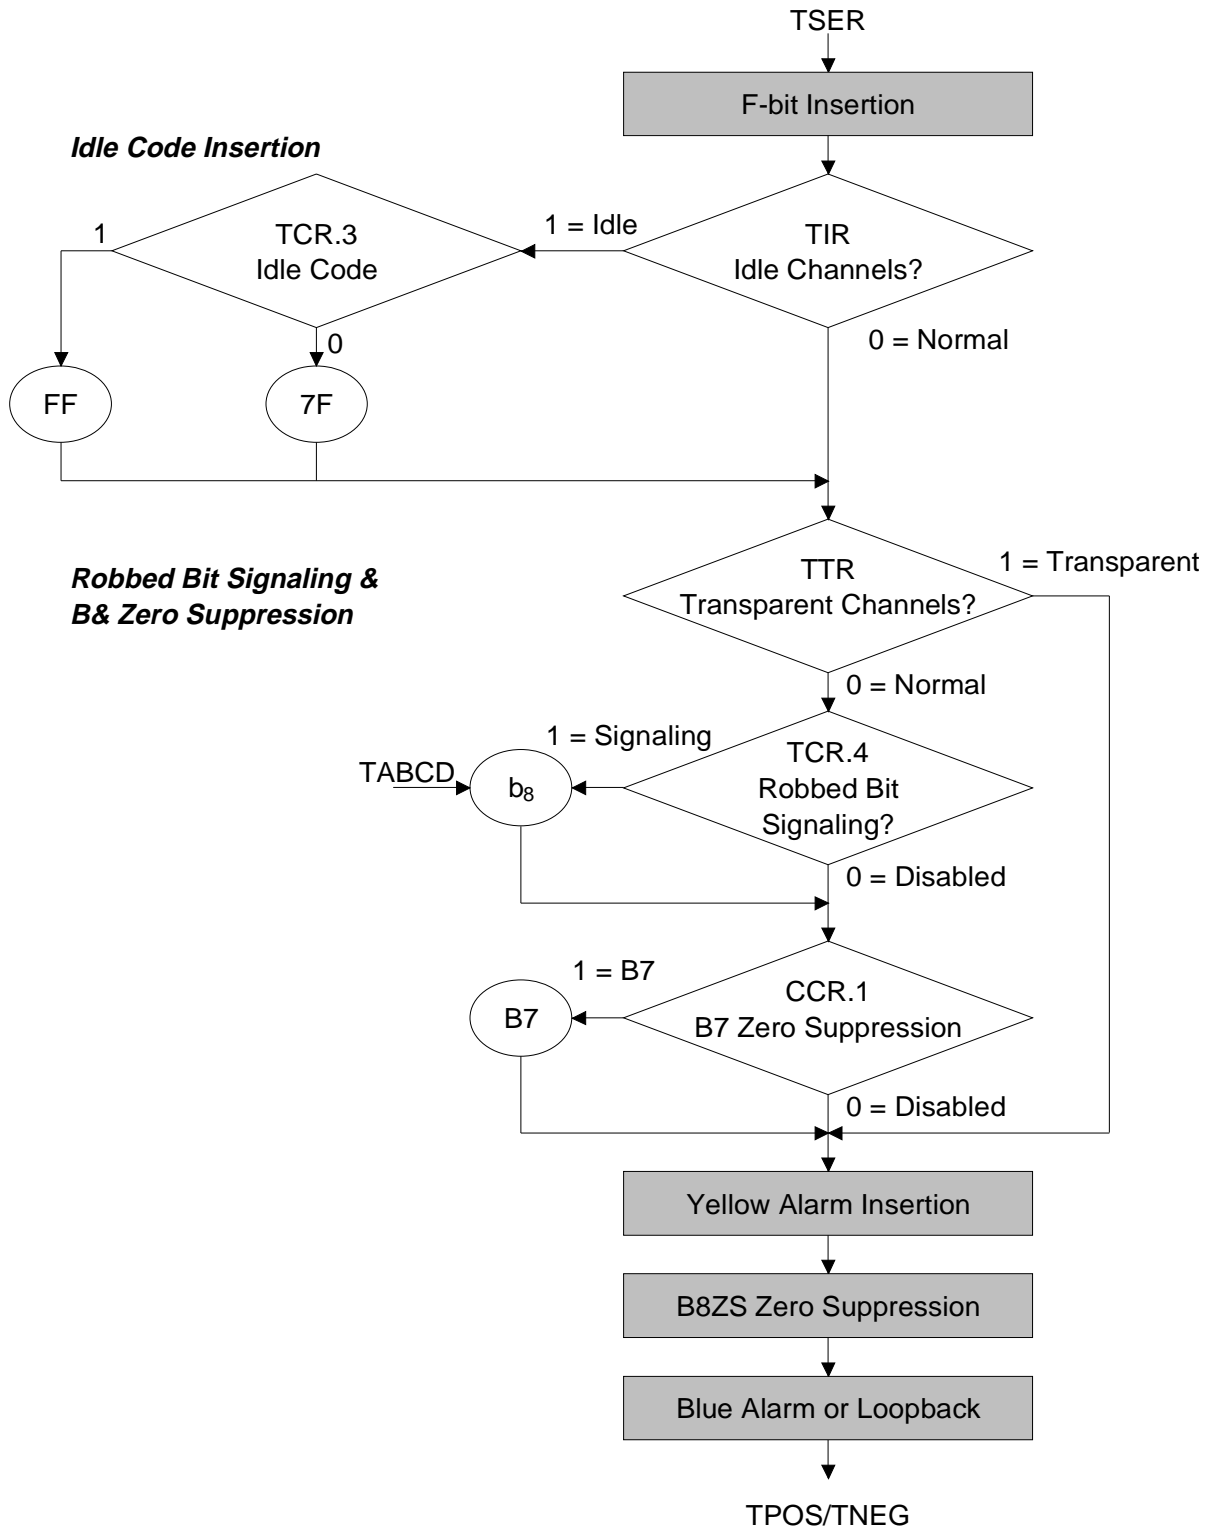 TSER
F-bit Insertion
Idle Code Insertion
TIR
Idle Channels?
1 = Idle
0 = Normal
TCR.3
Idle Code
1
0
FF
7F
Robbed Bit Signaling &
B& Zero Suppression
TTR
Transparent Channels?
1 = Transparent
0 = Normal
TCR.4
Robbed Bit
Signaling?
1 = Signaling
TABCD
b₈
0 = Disabled
CCR.1
B7 Zero Suppression
1 = B7
B7
0 = Disabled
Yellow Alarm Insertion
B8ZS Zero Suppression
Blue Alarm or Loopback
TPOS/TNEG